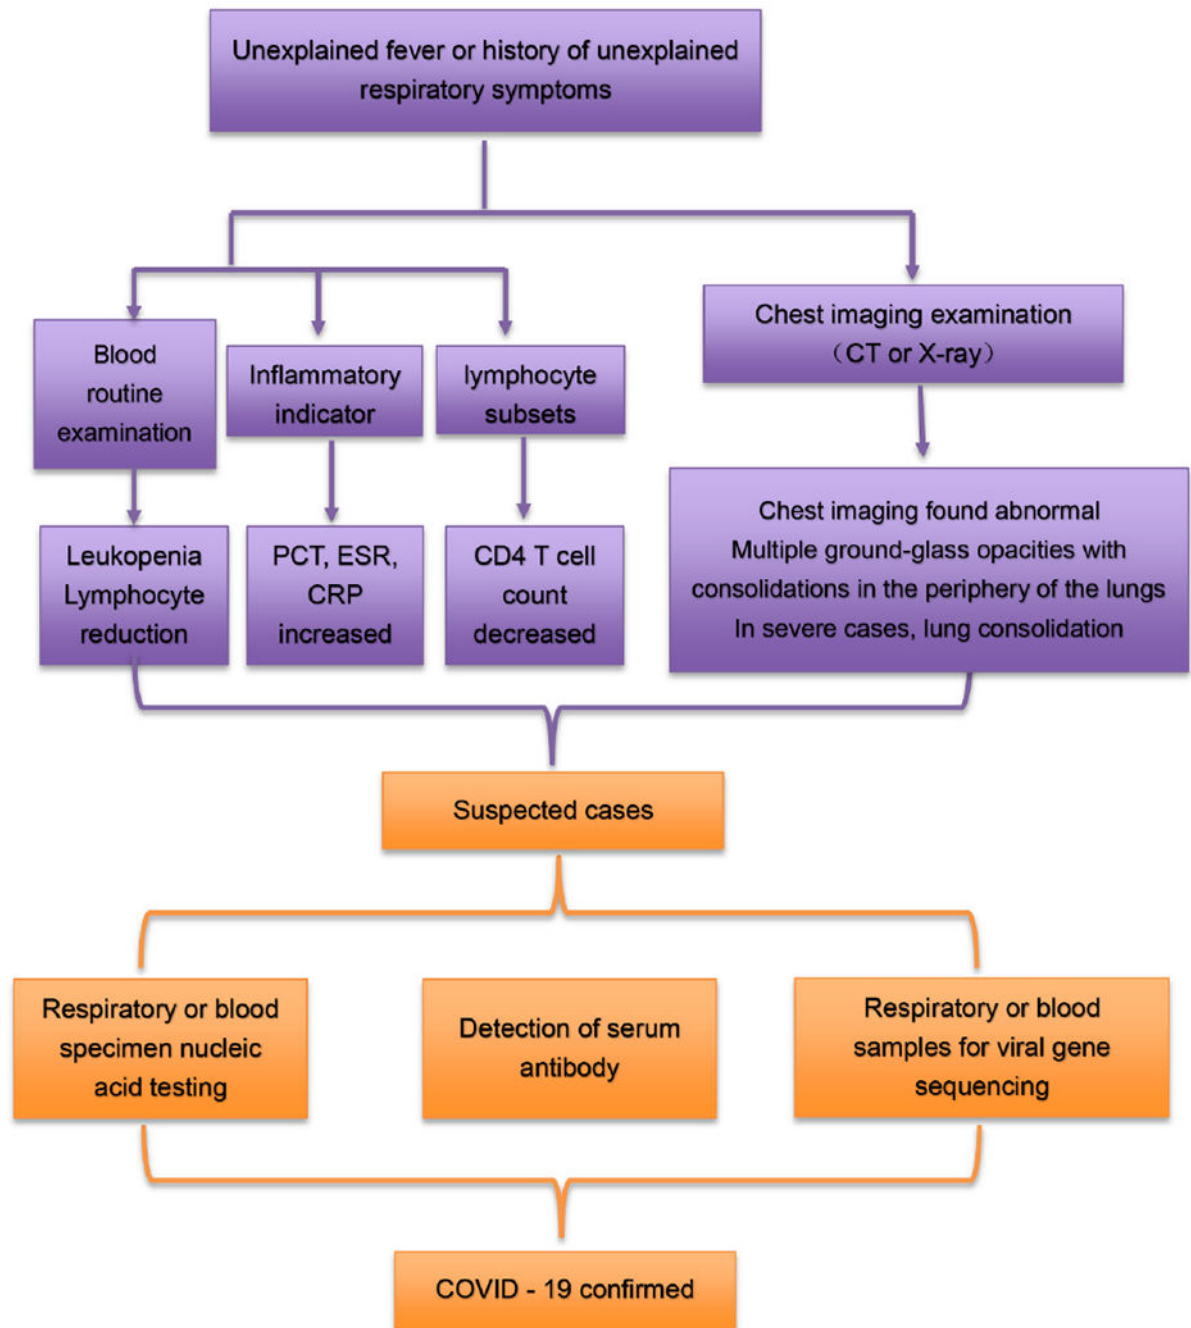 Unexplained fever or history of unexplained
respiratory symptoms
Blood
routine
examination
Inflammatory
indicator
lymphocyte
subsets
Chest imaging examination
（CT or X-ray）
Leukopenia
Lymphocyte
reduction
PCT, ESR,
CRP
increased
CD4 T cell
count
decreased
Chest imaging found abnormal
Multiple ground-glass opacities with
consolidations in the periphery of the lungs
In severe cases, lung consolidation
Suspected cases
Respiratory or blood
specimen nucleic
acid testing
Detection of serum
antibody
Respiratory or blood
samples for viral gene
sequencing
COVID - 19 confirmed